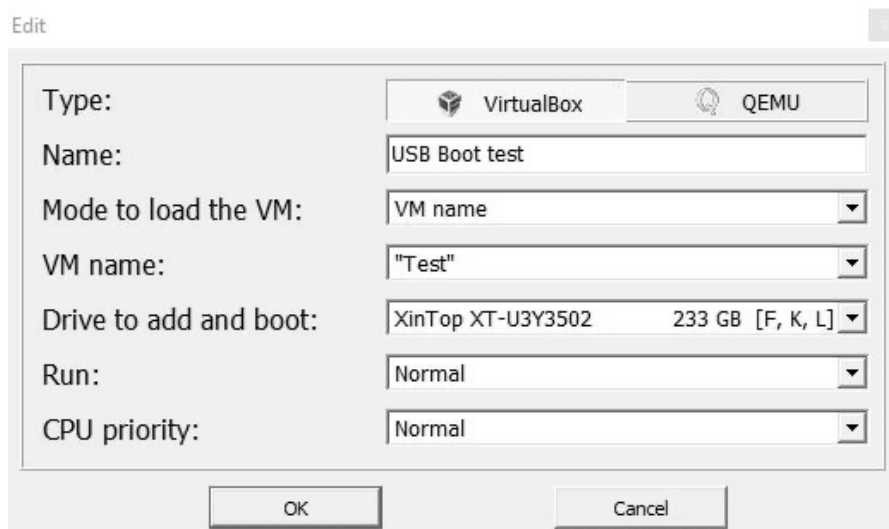 Edit
Type: VirtualBox QEMU
Name: USB Boot test
Mode to load the VM: VM name
VM name: "Test"
Drive to add and boot: XinTop XT-U3Y3502 233 GB [F, K, L]
Run: Normal
CPU priority: Normal
OK Cancel